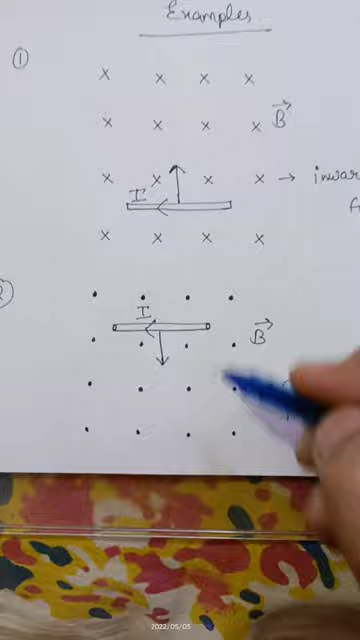 Examples
①
× × × ×
× × × × B⃗
I
× × × × → inwar
× × × ×
2
I
B⃗
2022/05/05